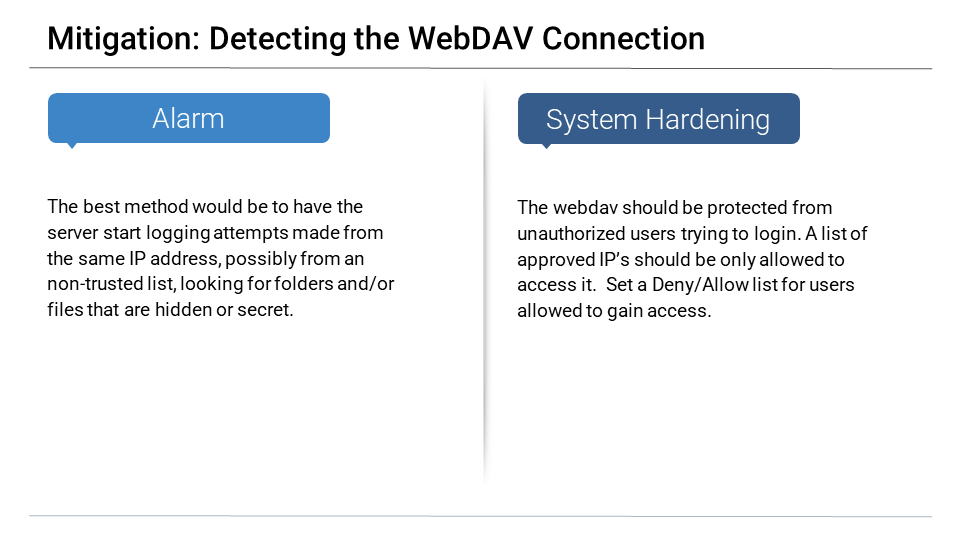 Mitigation: Detecting the WebDAV Connection
Alarm
The best method would be to have the
server start logging attempts made from
the same IP address, possibly from an
non-trusted list, looking for folders and/or
files that are hidden or secret.
System Hardening
The webdav should be protected from
unauthorized users trying to login. A list of
approved IP’s should be only allowed to
access it.  Set a Deny/Allow list for users
allowed to gain access.